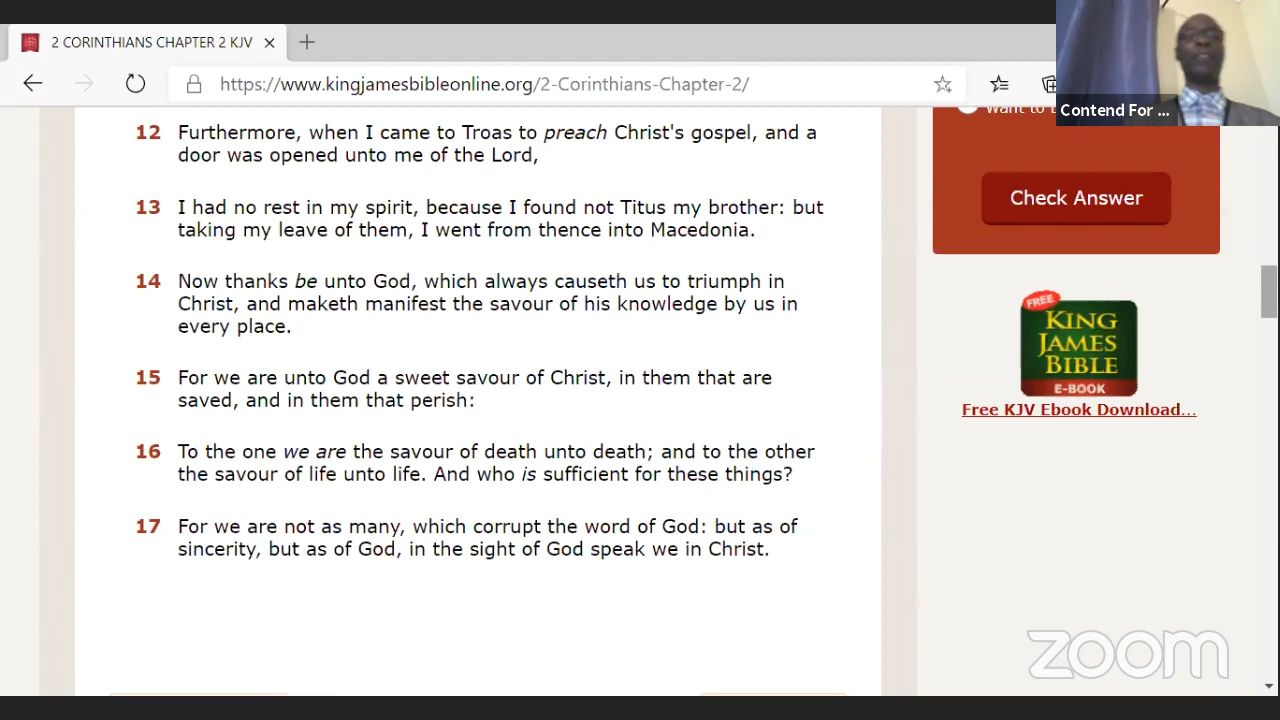 2 CORINTHIANS CHAPTER 2 KJV
https://www.kingjamesbibleonline.org/2-Corinthians-Chapter-2/
Contend For ...
12 Furthermore, when I came to Troas to preach Christ's gospel, and a
door was opened unto me of the Lord,
13 I had no rest in my spirit, because I found not Titus my brother: but
taking my leave of them, I went from thence into Macedonia.
14 Now thanks be unto God, which always causeth us to triumph in
Christ, and maketh manifest the savour of his knowledge by us in
every place.
15 For we are unto God a sweet savour of Christ, in them that are
saved, and in them that perish:
16 To the one we are the savour of death unto death; and to the other
the savour of life unto life. And who is sufficient for these things?
17 For we are not as many, which corrupt the word of God: but as of
sincerity, but as of God, in the sight of God speak we in Christ.
Want to
Check Answer
FREE
KING
JAMES
BIBLE
E-BOOK
Free KJV Ebook Download...
zoom